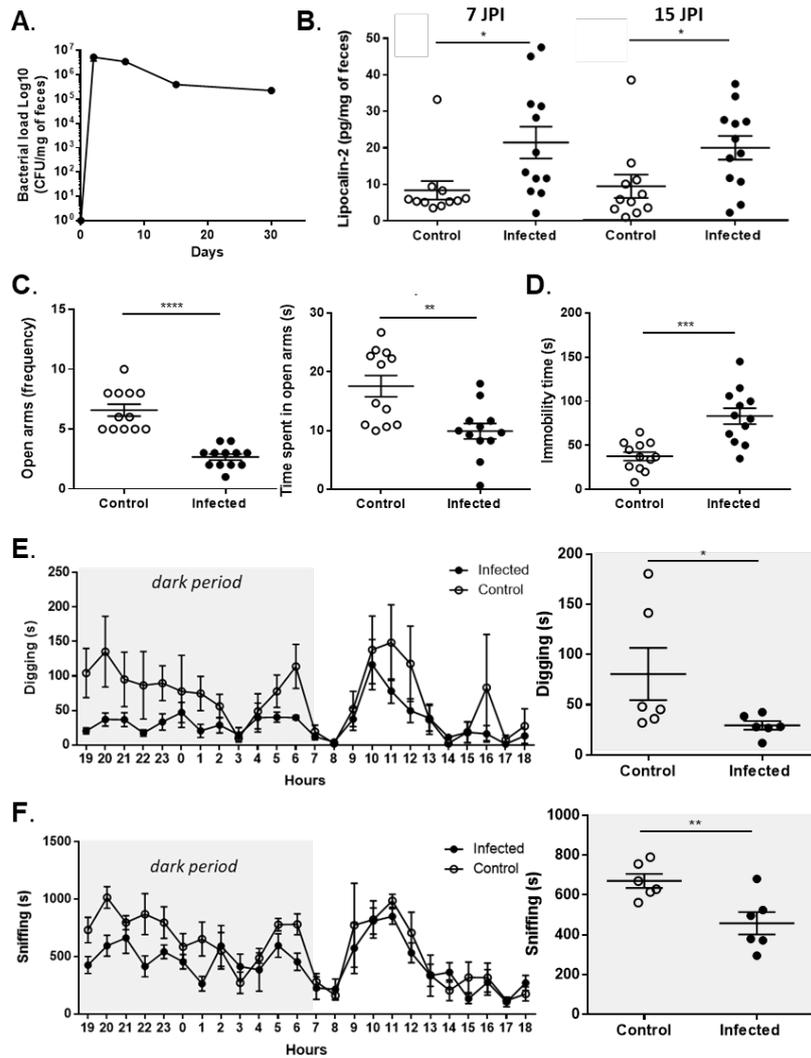 A.
Bacterial load Log10
(CFU/mg of feces)
10^7
10^6
10^5
10^4
10^3
10^2
10^1
10^0
0 10 20 30
Days
B.
7 JPI 15 JPI
* *
Lipocalin-2 (pg/mg of feces)
50
40
30
20
10
0
Control Infected Control Infected
C.
****
Open arms (frequency)
15
10
5
0
Control Infected
**
Time spent in open arms (s)
30
20
10
0
Control Infected
D.
***
Immobility time (s)
200
150
100
50
0
Control Infected
E.
dark period
Infected
Control
Digging (s)
250
200
150
100
50
0
19 20 21 22 23 0 1 2 3 4 5 6 7 8 9 10 11 12 13 14 15 16 17 18
Hours
*
Digging (s)
200
150
100
50
0
Control Infected
F.
dark period
Infected
Control
Sniffing (s)
1500
1000
500
0
19 20 21 22 23 0 1 2 3 4 5 6 7 8 9 10 11 12 13 14 15 16 17 18
Hours
**
Sniffing (s)
1000
800
600
400
200
0
Control Infected